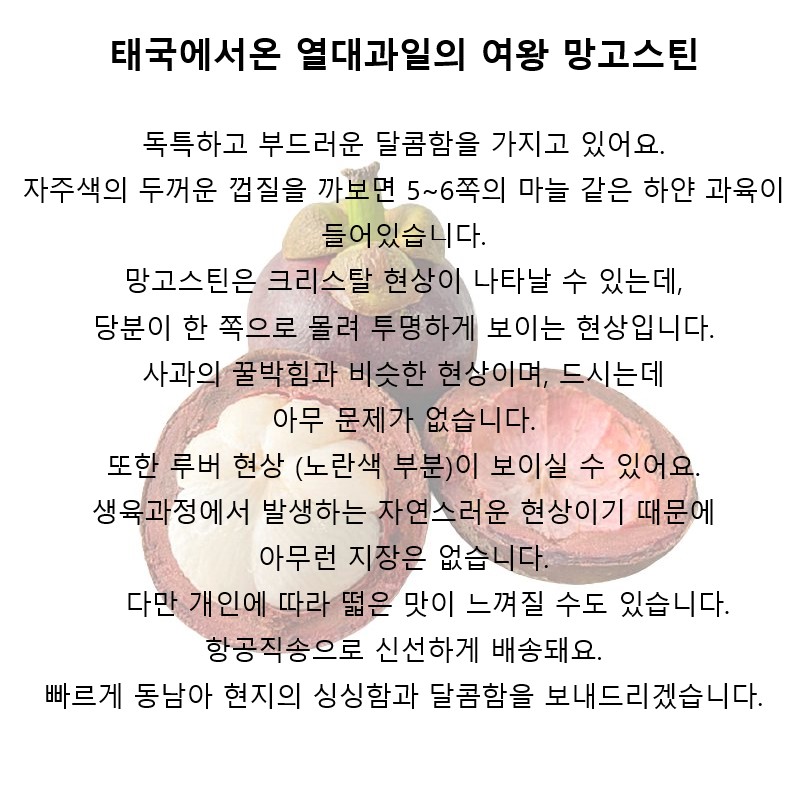 태국에서온 열대과일의 여왕 망고스틴
독특하고 부드러운 달콤함을 가지고 있어요.
자주색의 두꺼운 껍질을 까보면 5~6쪽의 마늘 같은 하얀 과육이
들어있습니다.
망고스틴은 크리스탈 현상이 나타날 수 있는데,
당분이 한 쪽으로 몰려 투명하게 보이는 현상입니다.
사과의 꿀박힘과 비슷한 현상이며, 드시는데
아무 문제가 없습니다.
또한 루버 현상 (노란색 부분)이 보이실 수 있어요.
생육과정에서 발생하는 자연스러운 현상이기 때문에
아무런 지장은 없습니다.
다만 개인에 따라 떫은 맛이 느껴질 수도 있습니다.
항공직송으로 신선하게 배송돼요.
빠르게 동남아 현지의 싱싱함과 달콤함을 보내드리겠습니다.